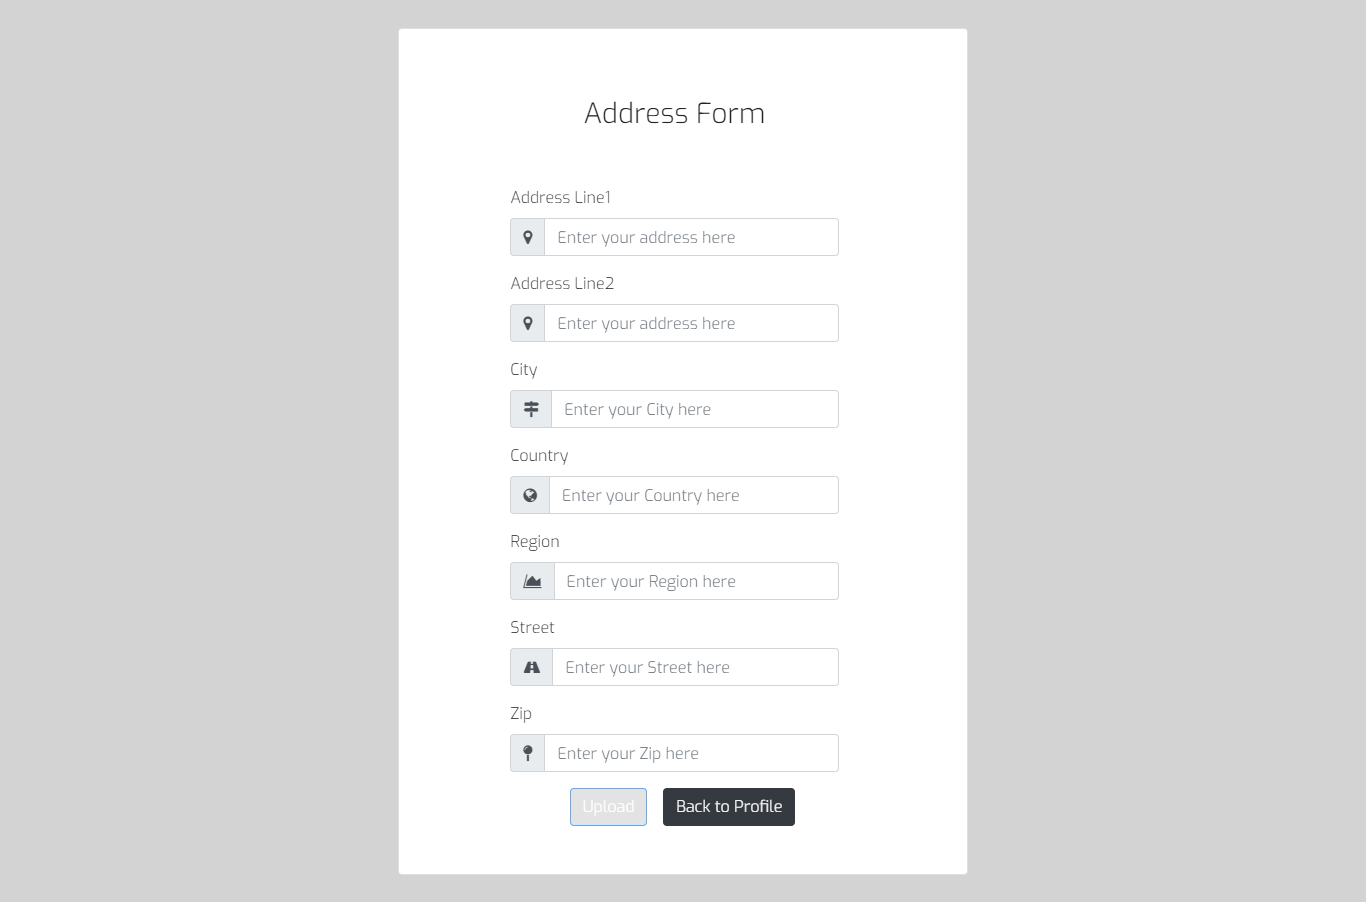 Address Form
Address Line1
Enter your address here
Address Line2
Enter your address here
City
Enter your City here
Country
Enter your Country here
Region
Enter your Region here
Street
Enter your Street here
Zip
Enter your Zip here
Upload Back to Profile